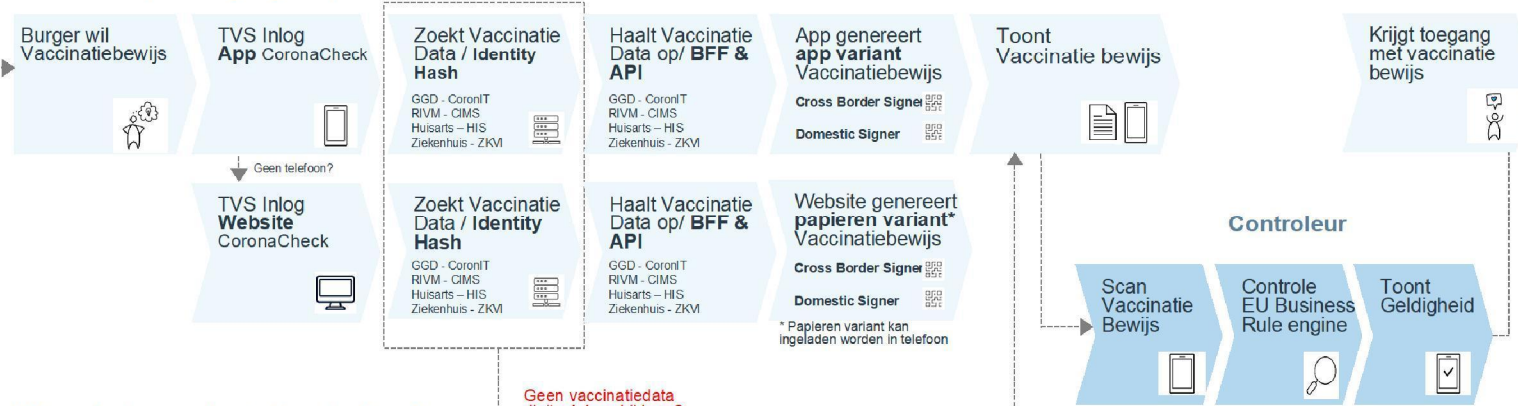 Burger wil
Vaccinatiebewijs
TVS Inlog
App CoronaCheck
Zoekt Vaccinatie
Data / Identity
Hash
GGD - CoronIT
RIVM - CIMS
Huisarts – HIS
Ziekenhuis - ZKVI
Haalt Vaccinatie
Data op/ BFF &
API
GGD - CoronIT
RIVM - CIMS
Huisarts – HIS
Ziekenhuis - ZKVI
App genereert
app variant
Vaccinatiebewijs
Cross Border Signer
Domestic Signer
Toont
Vaccinatie bewijs
Krijgt toegang
met vaccinatie
bewijs
Geen telefoon?
TVS Inlog
Website
CoronaCheck
Zoekt Vaccinatie
Data / Identity
Hash
GGD - CoronIT
RIVM - CIMS
Huisarts – HIS
Ziekenhuis - ZKVI
Haalt Vaccinatie
Data op/ BFF &
API
GGD - CoronIT
RIVM - CIMS
Huisarts – HIS
Ziekenhuis - ZKVI
Website genereert
papieren variant*
Vaccinatiebewijs
Cross Border Signer
Domestic Signer
* Papieren variant kan
ingeladen worden in telefoon
Controleur
Scan
Vaccinatie
Bewijs
Controle
EU Business
Rule engine
Toont
Geldigheid
Geen vaccinatiedata